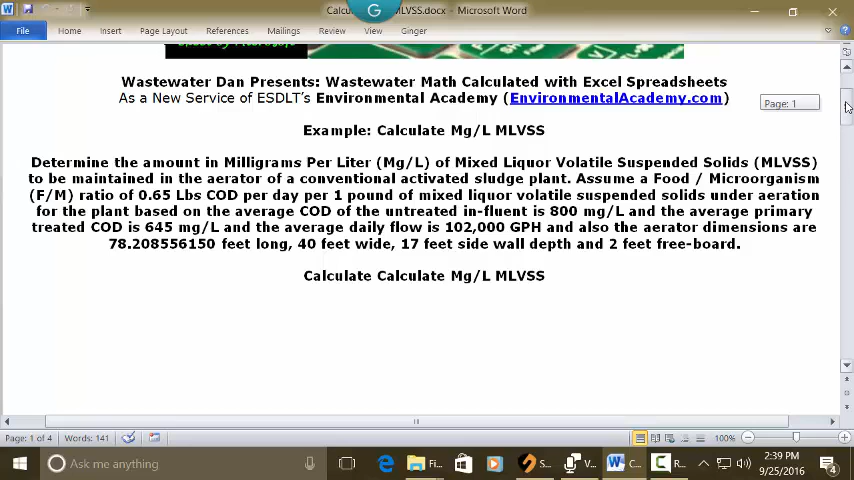 Calcul MLVSS.docx - Microsoft Word
G
File Home Insert Page Layout References Mailings Review View Ginger
Wastewater Dan Presents: Wastewater Math Calculated with Excel Spreadsheets
As a New Service of ESDLT's Environmental Academy (EnvironmentalAcademy.com)
Page: 1
Example: Calculate Mg/L MLVSS
Determine the amount in Milligrams Per Liter (Mg/L) of Mixed Liquor Volatile Suspended Solids (MLVSS)
to be maintained in the aerator of a conventional activated sludge plant. Assume a Food / Microorganism
(F/M) ratio of 0.65 Lbs COD per day per 1 pound of mixed liquor volatile suspended solids under aeration
for the plant based on the average COD of the untreated in-fluent is 800 mg/L and the average primary
treated COD is 645 mg/L and the average daily flow is 102,000 GPH and also the aerator dimensions are
78.208556150 feet long, 40 feet wide, 17 feet side wall depth and 2 feet free-board.
Calculate Calculate Mg/L MLVSS
Page: 1 of 4 Words: 141 100%
Ask me anything Fi... S... V... C... R... 2:39 PM
9/25/2016 4